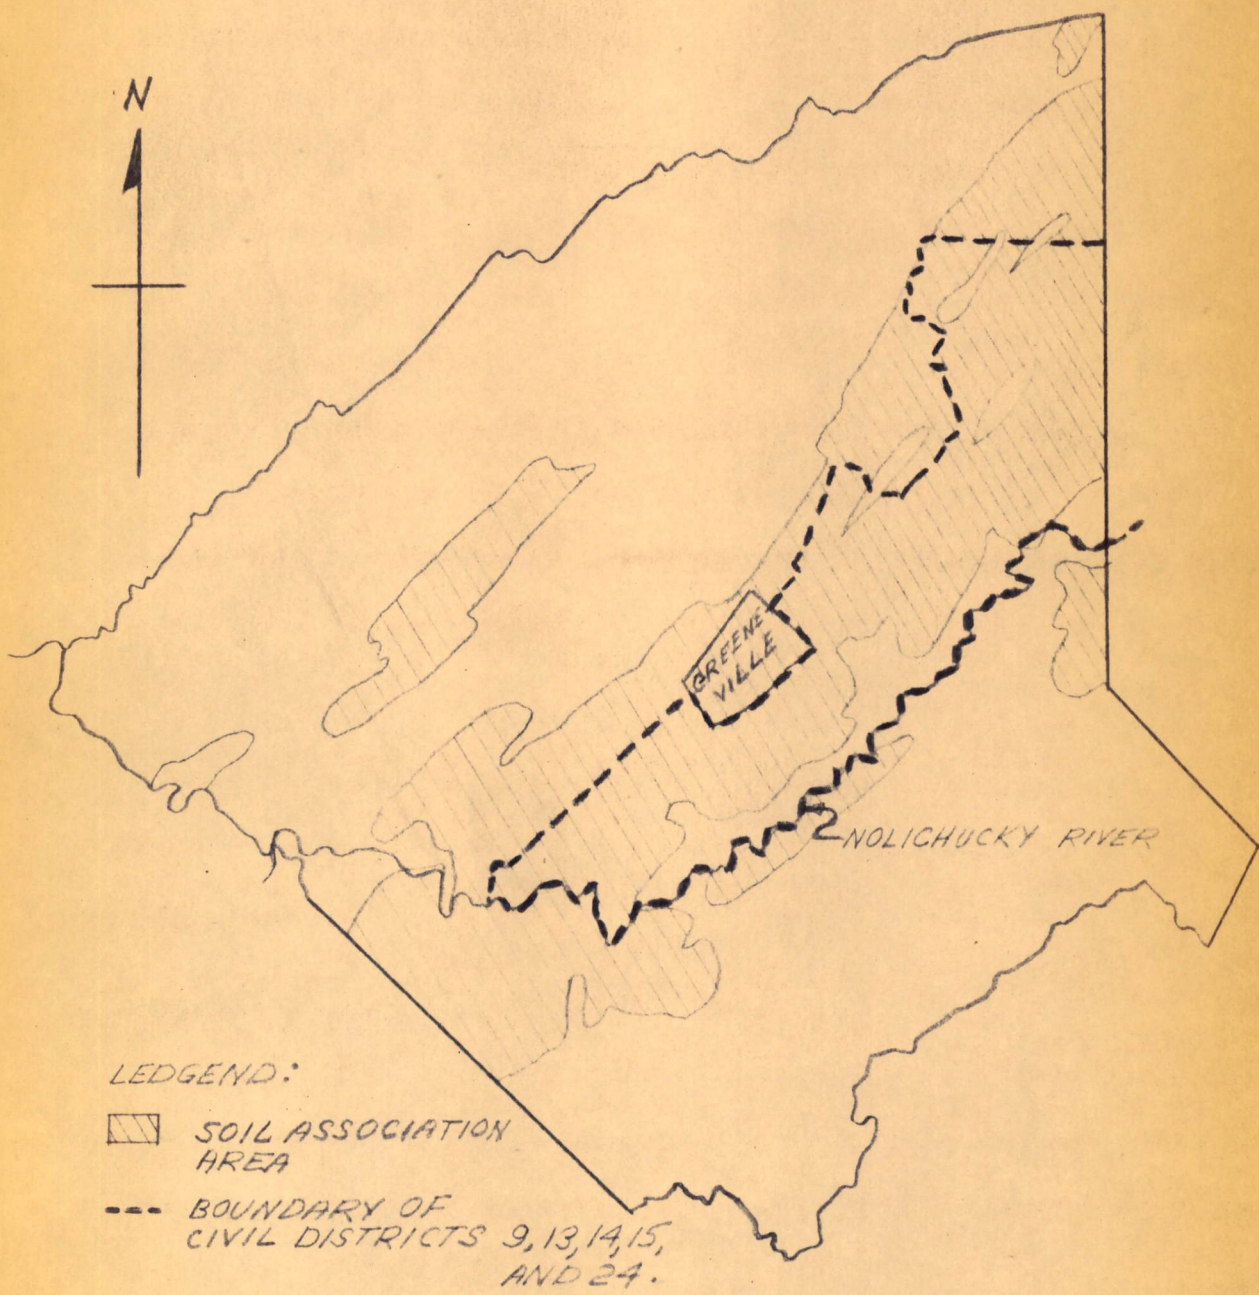 N
GREENE
VILLE
NOLICHUCKY RIVER
LEDGEND:
SOIL ASSOCIATION
AREA
BOUNDARY OF
CIVIL DISTRICTS 9, 13, 14, 15,
AND 24.